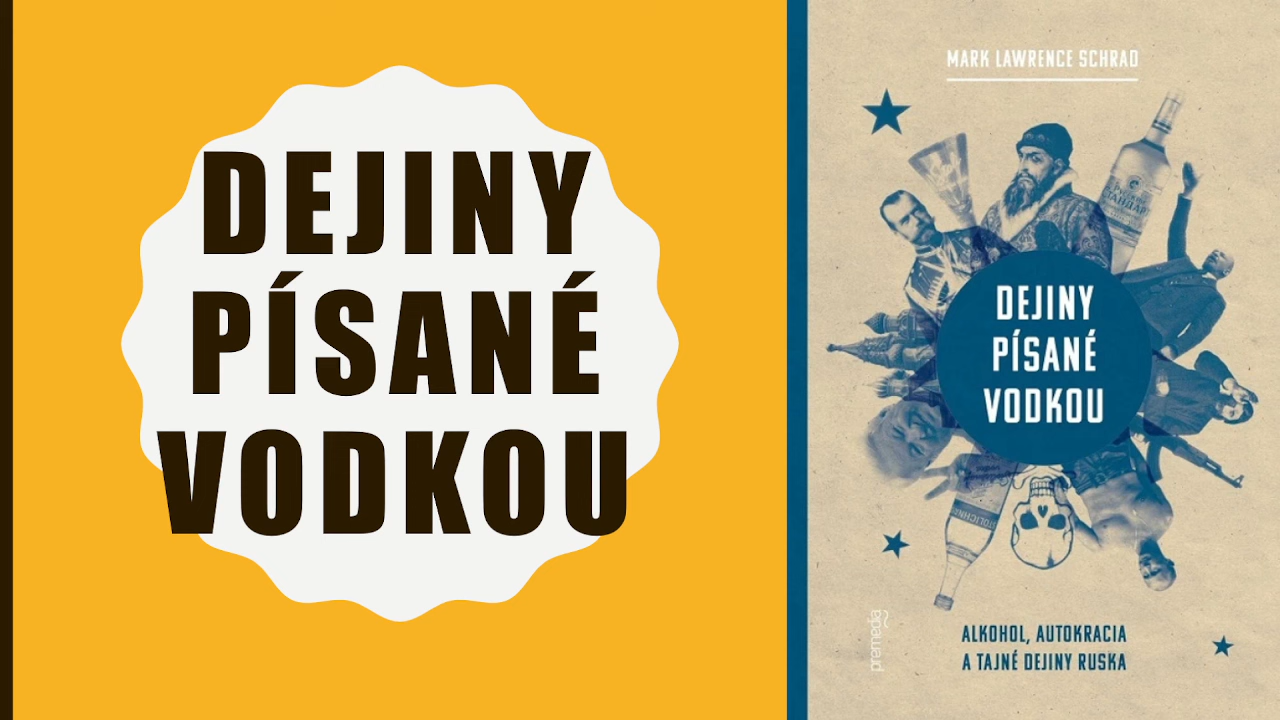 DEJINY
PÍSANÉ
VODKOU
MARK LAWRENCE SCHRAD
DEJINY
PÍSANÉ
VODKOU
ALKOHOL, AUTOKRACIA
A TAJNÉ DEJINY RUSKA
premedia